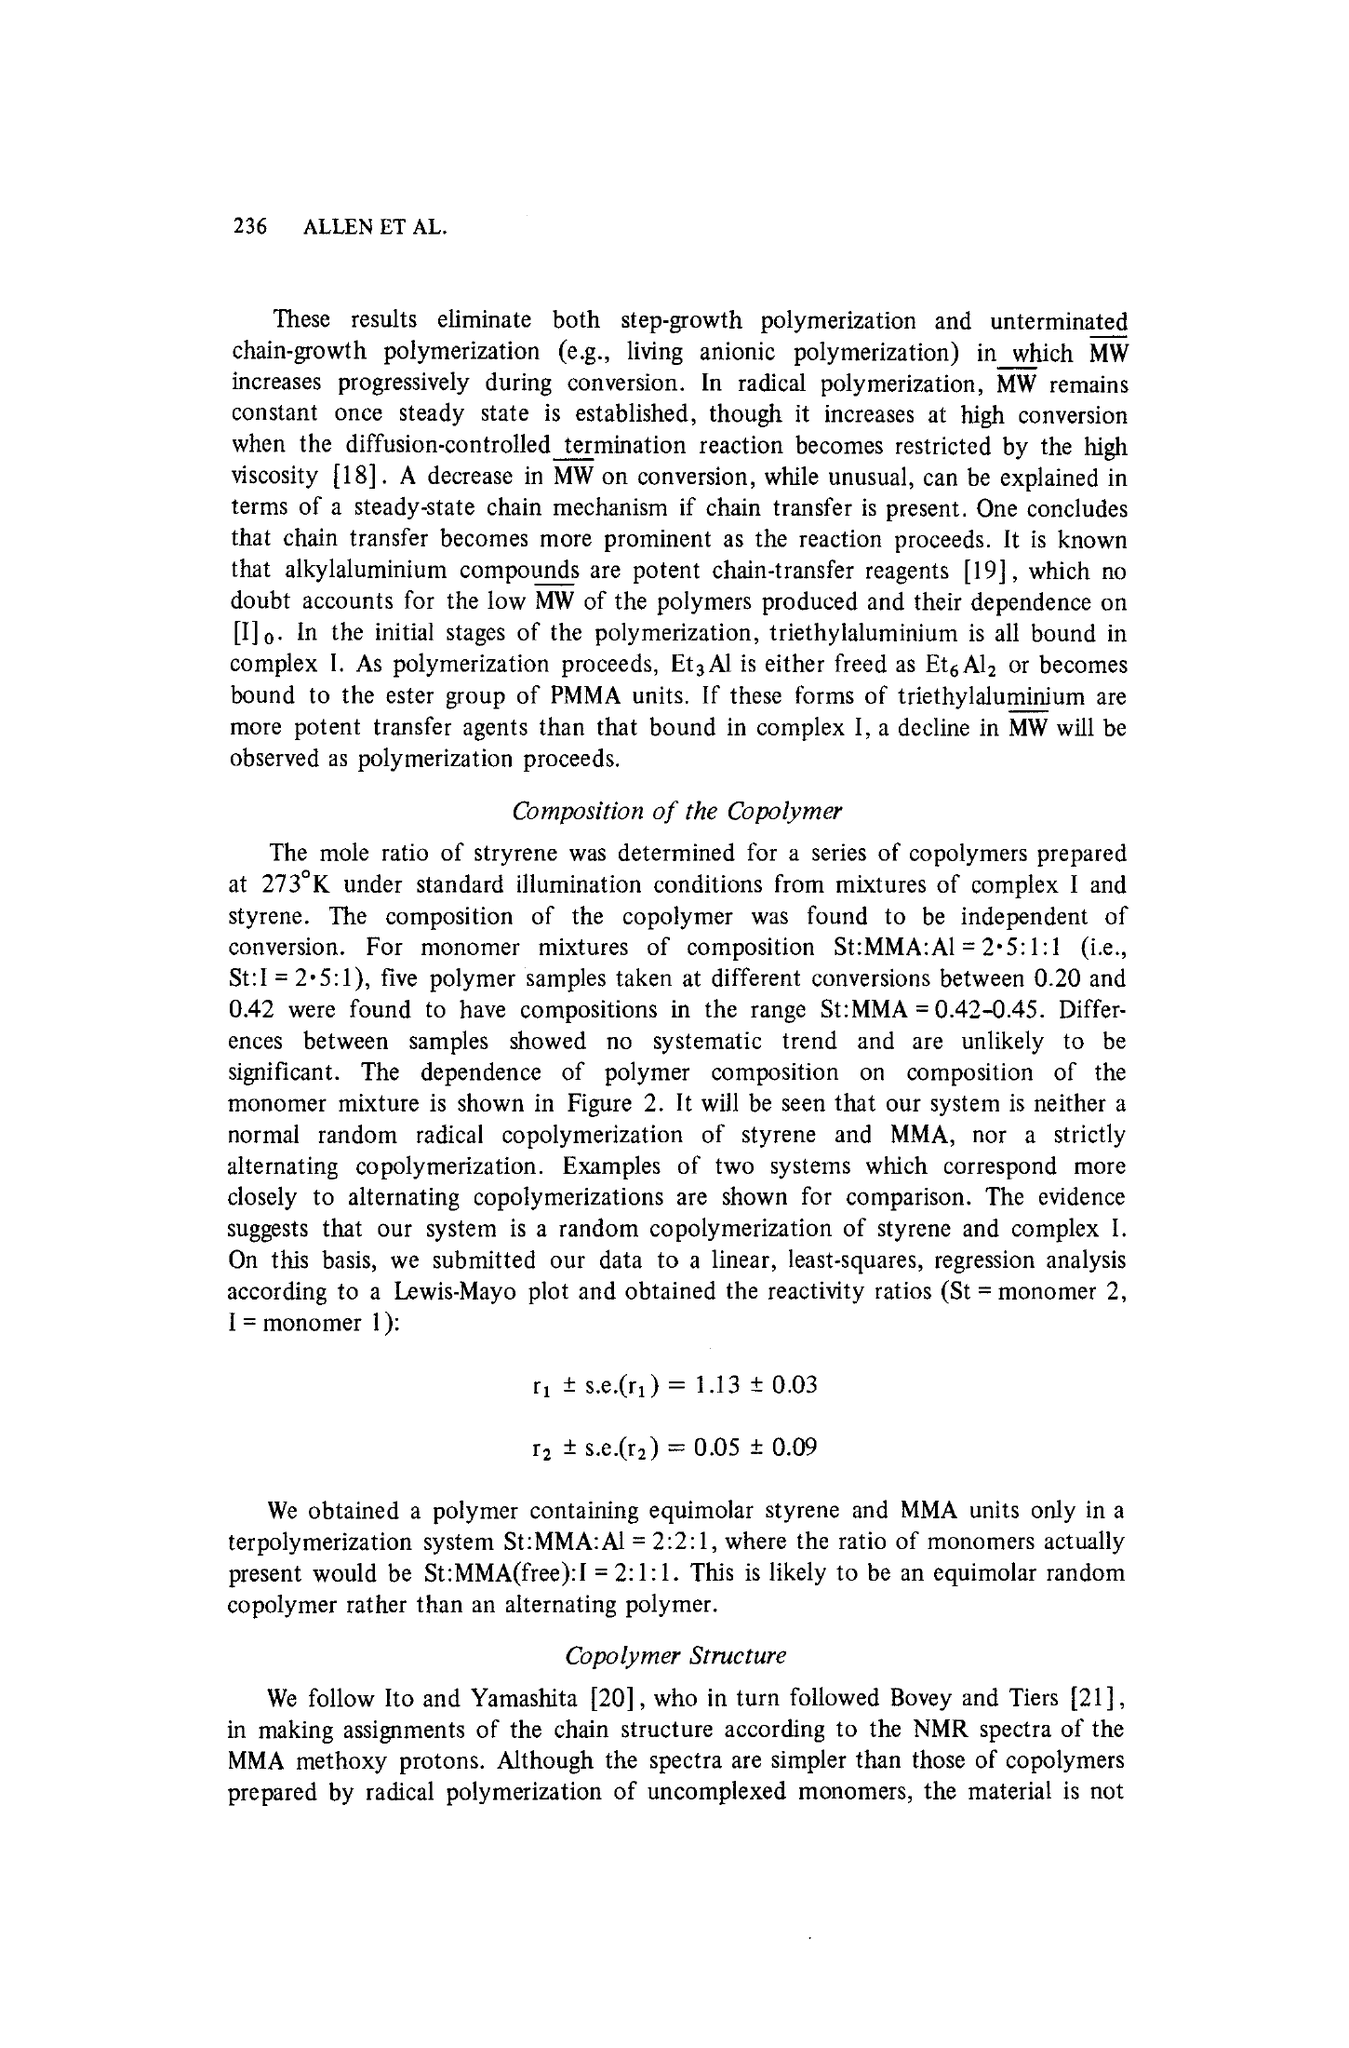 236 ALLEN ET AL.
These results eliminate both step-growth polymerization and unterminated
chain-growth polymerization (e.g., living anionic polymerization) in which M̅W̅
increases progressively during conversion. In radical polymerization, M̅W̅ remains
constant once steady state is established, though it increases at high conversion
when the diffusion-controlled termination reaction becomes restricted by the high
viscosity [18]. A decrease in M̅W̅ on conversion, while unusual, can be explained in
terms of a steady-state chain mechanism if chain transfer is present. One concludes
that chain transfer becomes more prominent as the reaction proceeds. It is known
that alkylaluminium compounds are potent chain-transfer reagents [19], which no
doubt accounts for the low M̅W̅ of the polymers produced and their dependence on
[I]₀. In the initial stages of the polymerization, triethylaluminium is all bound in
complex I. As polymerization proceeds, Et₃Al is either freed as Et₆Al₂ or becomes
bound to the ester group of PMMA units. If these forms of triethylaluminium are
more potent transfer agents than that bound in complex I, a decline in M̅W̅ will be
observed as polymerization proceeds.
Composition of the Copolymer
The mole ratio of stryrene was determined for a series of copolymers prepared
at 273°K under standard illumination conditions from mixtures of complex I and
styrene. The composition of the copolymer was found to be independent of
conversion. For monomer mixtures of composition St:MMA:Al = 2·5:1:1 (i.e.,
St:I = 2·5:1), five polymer samples taken at different conversions between 0.20 and
0.42 were found to have compositions in the range St:MMA = 0.42–0.45. Differ-
ences between samples showed no systematic trend and are unlikely to be
significant. The dependence of polymer composition on composition of the
monomer mixture is shown in Figure 2. It will be seen that our system is neither a
normal random radical copolymerization of styrene and MMA, nor a strictly
alternating copolymerization. Examples of two systems which correspond more
closely to alternating copolymerizations are shown for comparison. The evidence
suggests that our system is a random copolymerization of styrene and complex I.
On this basis, we submitted our data to a linear, least-squares, regression analysis
according to a Lewis-Mayo plot and obtained the reactivity ratios (St = monomer 2,
I = monomer 1):
r₁ ± s.e.(r₁) = 1.13 ± 0.03
r₂ ± s.e.(r₂) = 0.05 ± 0.09
We obtained a polymer containing equimolar styrene and MMA units only in a
terpolymerization system St:MMA:Al = 2:2:1, where the ratio of monomers actually
present would be St:MMA(free):I = 2:1:1. This is likely to be an equimolar random
copolymer rather than an alternating polymer.
Copolymer Structure
We follow Ito and Yamashita [20], who in turn followed Bovey and Tiers [21],
in making assignments of the chain structure according to the NMR spectra of the
MMA methoxy protons. Although the spectra are simpler than those of copolymers
prepared by radical polymerization of uncomplexed monomers, the material is not